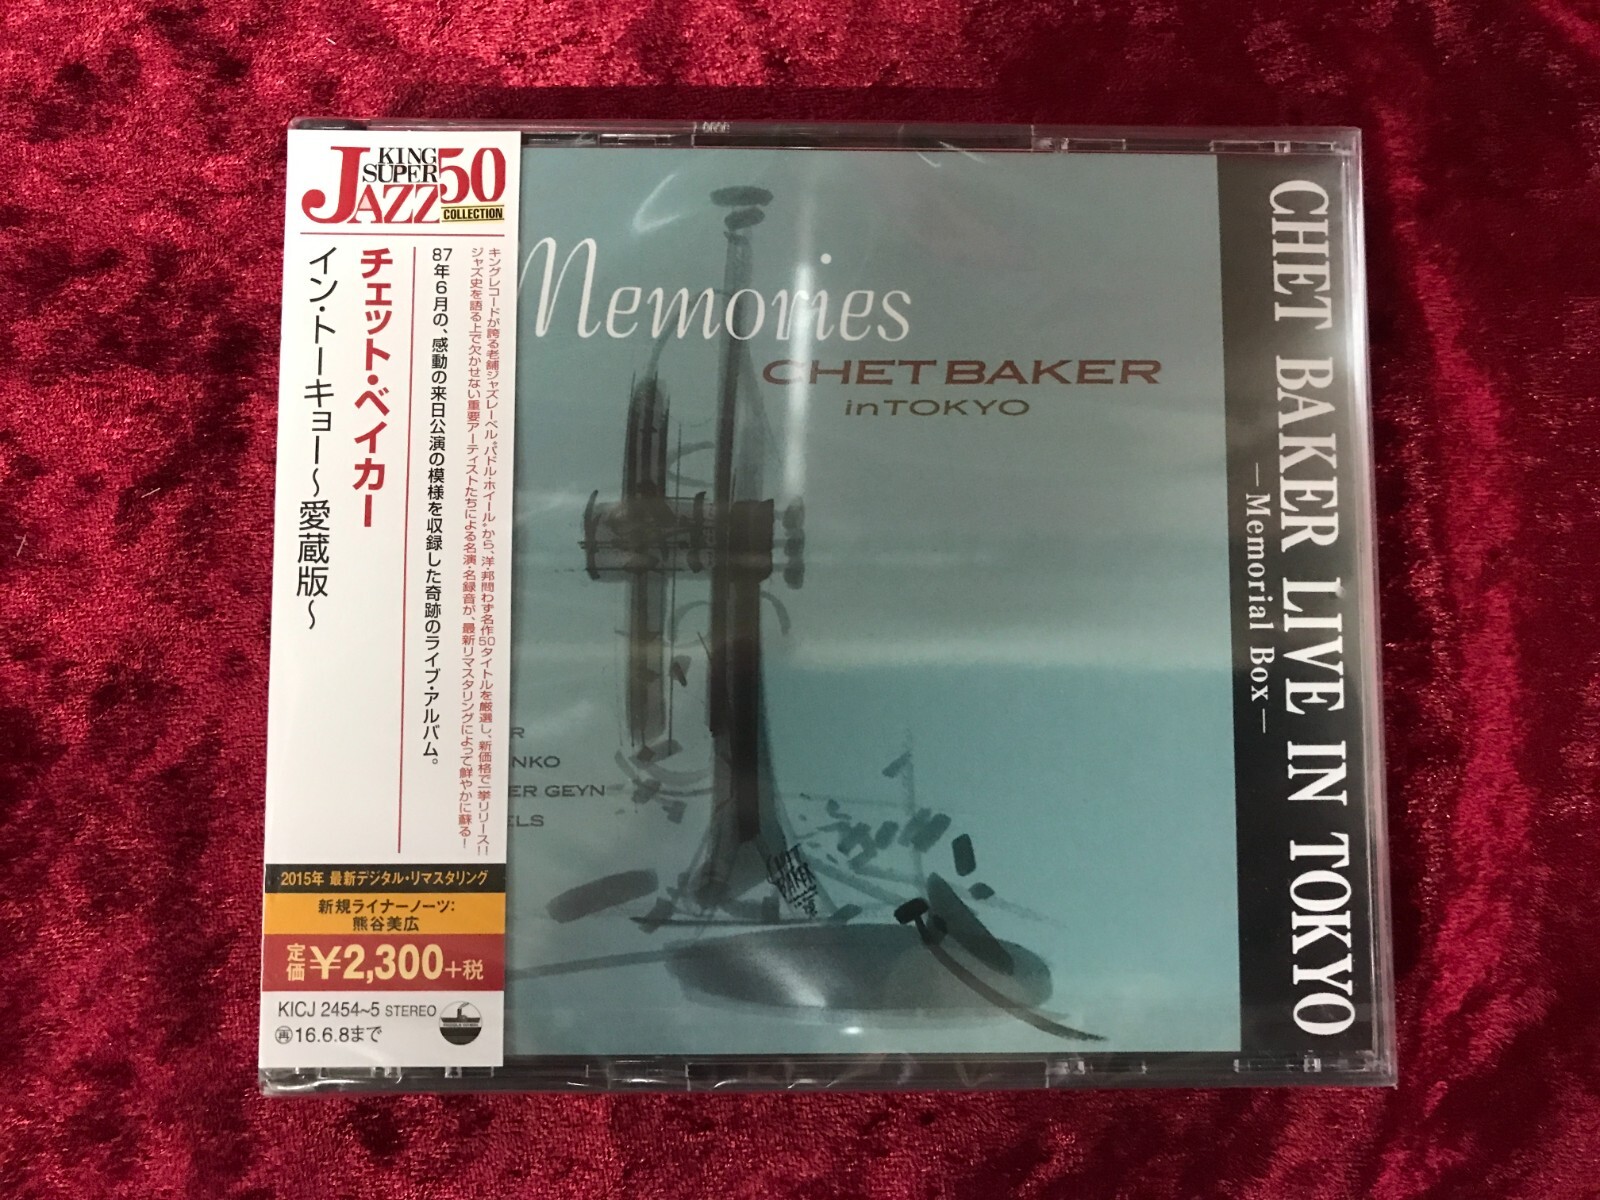 KING
SUPER
JAZZ 50
COLLECTION
キングレコードが誇る老舗ジャズレーベル“パドル・ホイール”から、洋・邦問わず名作50タイトルを厳選し、新価格で一挙リリース!!
ジャズ史を語る上で欠かせない重要アーティストたちによる名演・名録音が、最新リマスタリングによって鮮やかに蘇る!
87年6月の、感動の来日公演の模様を収録した奇跡のライブ・アルバム。
チェット・ベイカー
イン・トーキョー～愛蔵版～
2015年 最新デジタル・リマスタリング
新規ライナーノーツ:
熊谷美広
定価 ¥2,300+税
KICJ 2454~5 STEREO
再 16.6.8まで
Memories
CHET BAKER
in TOKYO
R
NKO
ER GEYN
ELS
CHET
BAKER
CHET BAKER LIVE IN TOKYO
—Memorial Box—